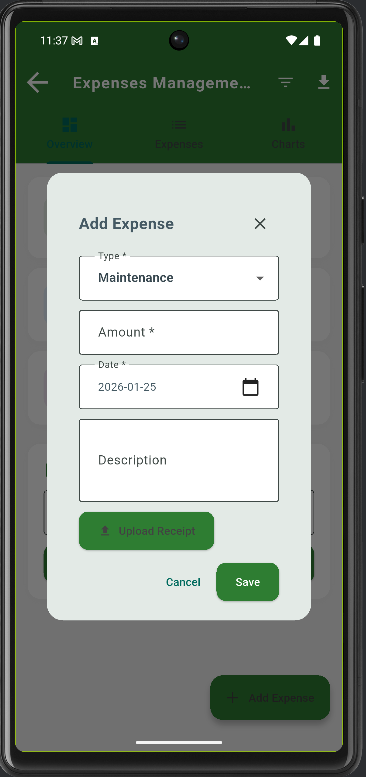 11:37
Expenses Manageme...
Overview
Expenses
Charts
Add Expense
Type *
Maintenance
Amount *
Date *
2026-01-25
Description
Upload Receipt
Cancel
Save
Add Expense